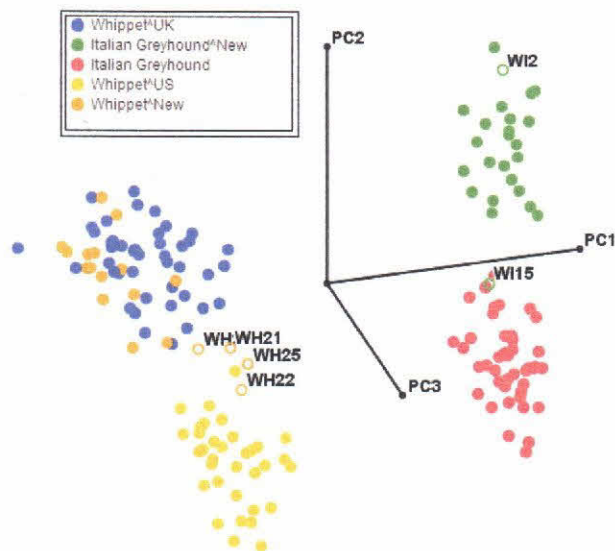 Whippet^UK
Italian Greyhound^New
Italian Greyhound
Whippet^US
Whippet^New
PC2
WI2
PC1
WI15
WH21
WH25
WH22
PC3